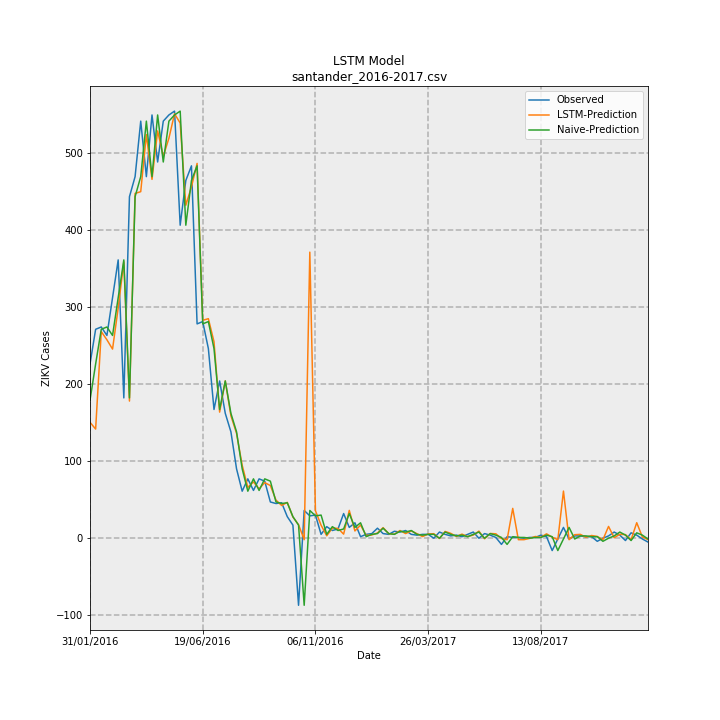 LSTM Model
santander_2016-2017.csv
Observed
LSTM-Prediction
Naive-Prediction
ZIKV Cases
500
400
300
200
100
0
−100
31/01/2016 19/06/2016 06/11/2016 26/03/2017 13/08/2017
Date